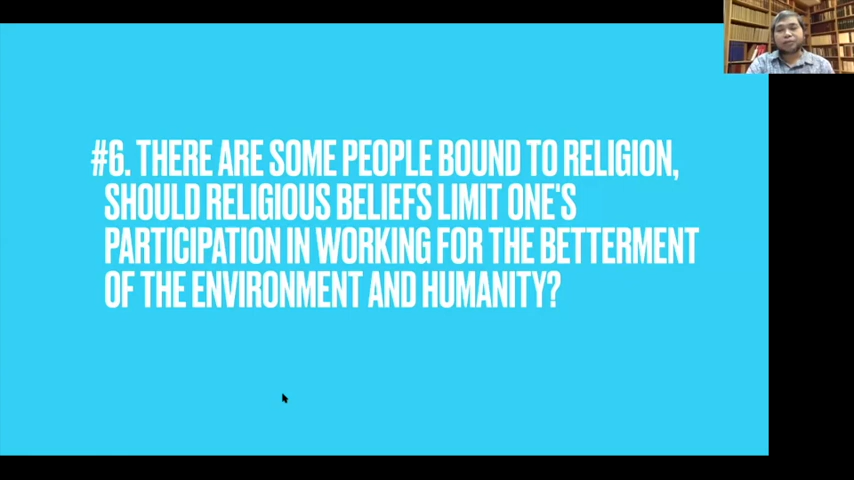 #6. THERE ARE SOME PEOPLE BOUND TO RELIGION,
SHOULD RELIGIOUS BELIEFS LIMIT ONE'S
PARTICIPATION IN WORKING FOR THE BETTERMENT
OF THE ENVIRONMENT AND HUMANITY?